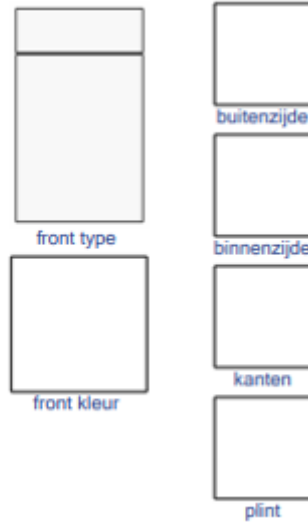 front type
front kleur
buitenzijde
binnenzijde
kanten
plint